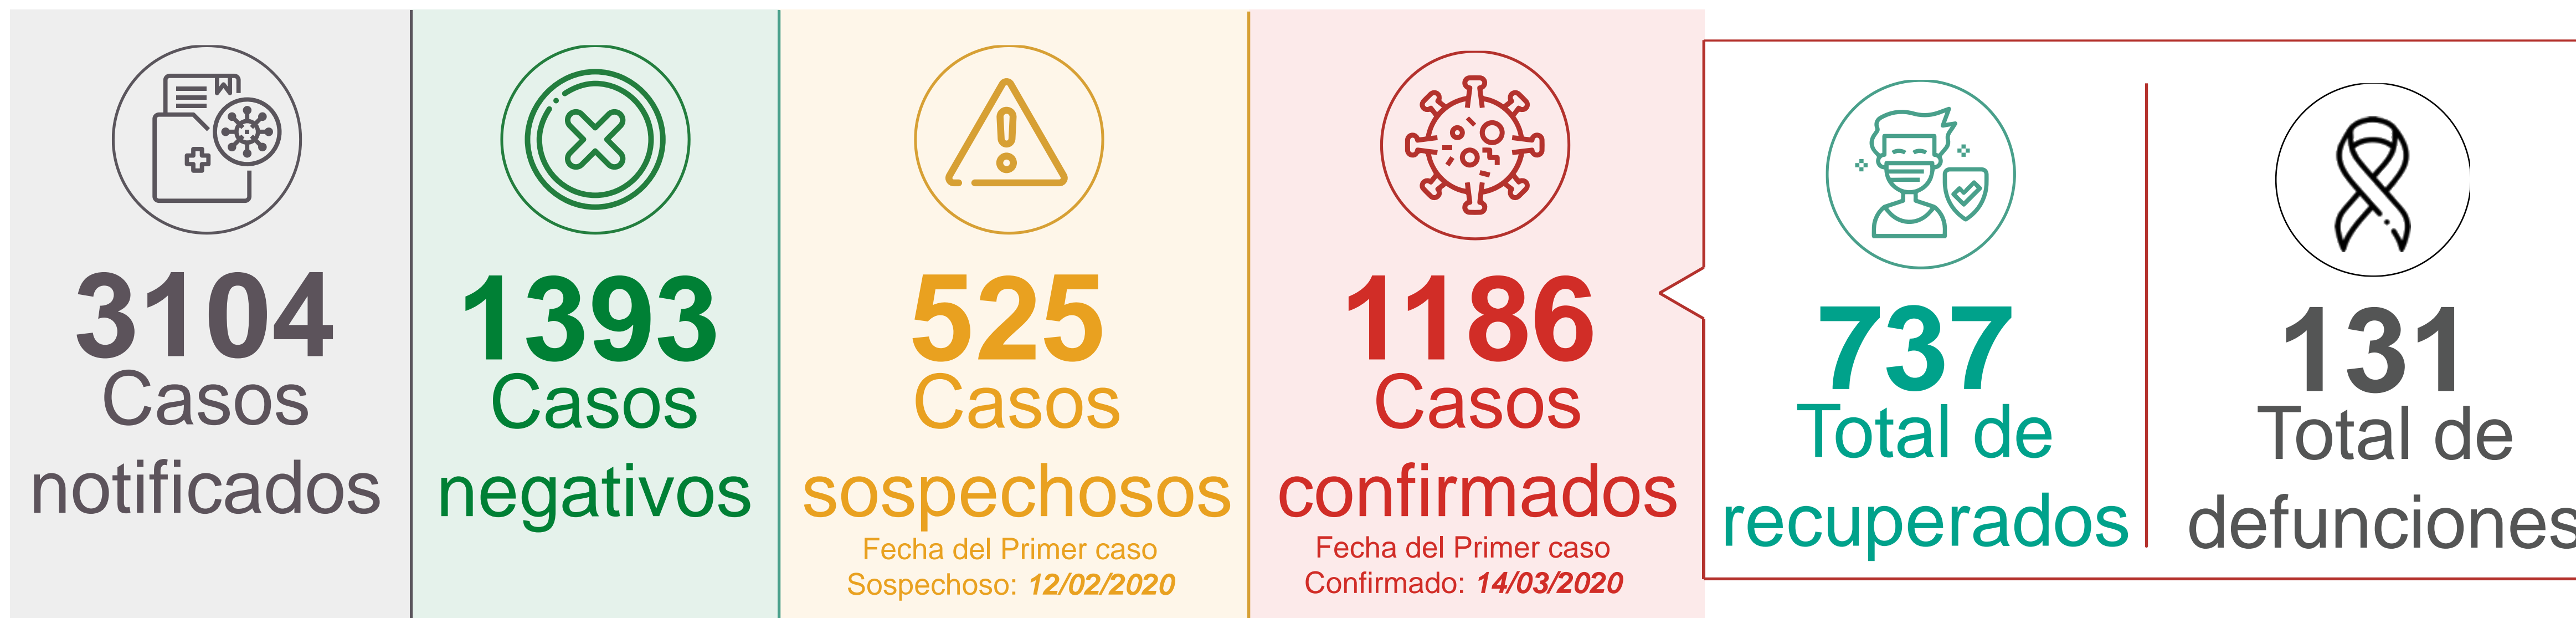 3104
Casos
notificados
1393
Casos
negativos
525
Casos
sospechosos
Fecha del Primer caso
Sospechoso: 12/02/2020
1186
Casos
confirmados
Fecha del Primer caso
Confirmado: 14/03/2020
737
Total de
recuperados
131
Total de
defunciones